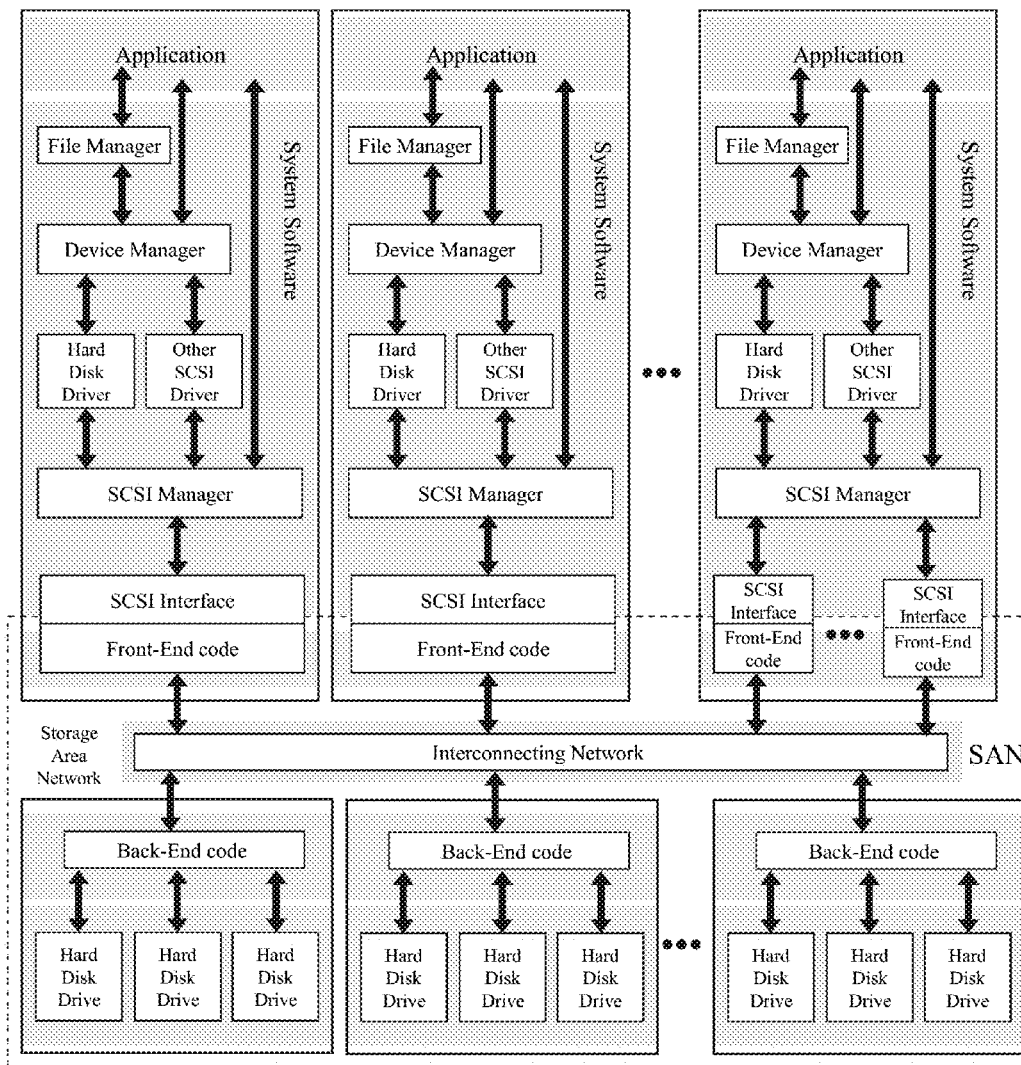 Application
File Manager
System Software
Device Manager
Hard
Disk
Driver
Other
SCSI
Driver
SCSI Manager
SCSI Interface
Front-End code
Application
File Manager
System Software
Device Manager
Hard
Disk
Driver
Other
SCSI
Driver
SCSI Manager
SCSI Interface
Front-End code
Application
File Manager
System Software
Device Manager
Hard
Disk
Driver
Other
SCSI
Driver
SCSI Manager
SCSI
Interface
Front-End
code
SCSI
Interface
Front-End
code
Storage
Area
Network
Interconnecting Network
SAN
Back-End code
Hard
Disk
Drive
Hard
Disk
Drive
Hard
Disk
Drive
Back-End code
Hard
Disk
Drive
Hard
Disk
Drive
Hard
Disk
Drive
Back-End code
Hard
Disk
Drive
Hard
Disk
Drive
Hard
Disk
Drive